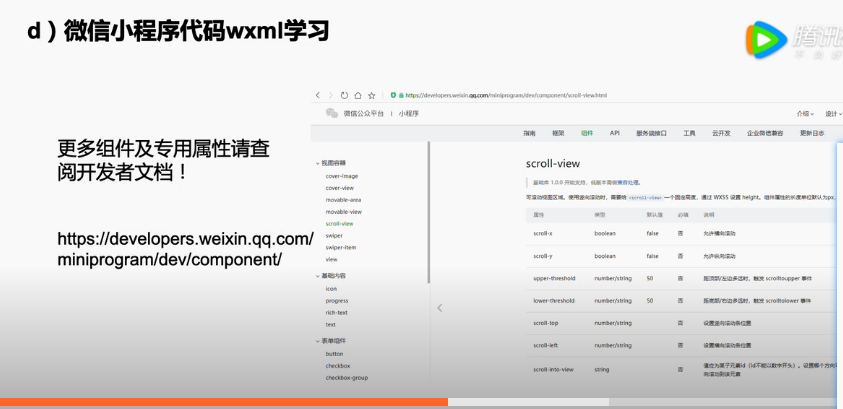 d）微信小程序代码wxml学习
更多组件及专用属性请查
阅开发者文档！
https://developers.weixin.qq.com/
miniprogram/dev/component/
https://developers.weixin.qq.com/miniprogram/dev/component/scroll-view.html
微信公众平台 | 小程序
介绍 设计
指南 框架 组件 API 服务端接口 工具 云开发 企业微信兼容 更新日志
视图容器
cover-image
cover-view
movable-area
movable-view
scroll-view
swiper
swiper-item
view
基础内容
icon
progress
rich-text
text
表单组件
button
checkbox
checkbox-group
scroll-view
基础库 1.0.0 开始支持，低版本需做兼容处理。
可滚动视图区域。使用竖向滚动时，需要给 <scroll-view> 一个固定高度，通过 WXSS 设置 height。组件属性的长度单位默认为px，
属性 类型 默认值 必填 说明
scroll-x boolean false 否 允许横向滚动
scroll-y boolean false 否 允许纵向滚动
upper-threshold number/string 50 否 距顶部/左边多远时，触发 scrolltoupper 事件
lower-threshold number/string 50 否 距底部/右边多远时，触发 scrolltolower 事件
scroll-top number/string 否 设置竖向滚动条位置
scroll-left number/string 否 设置横向滚动条位置
scroll-into-view string 否 值应为某子元素id（id不能以数字开头）。设置哪个方向可
向滚动到该元素
腾讯